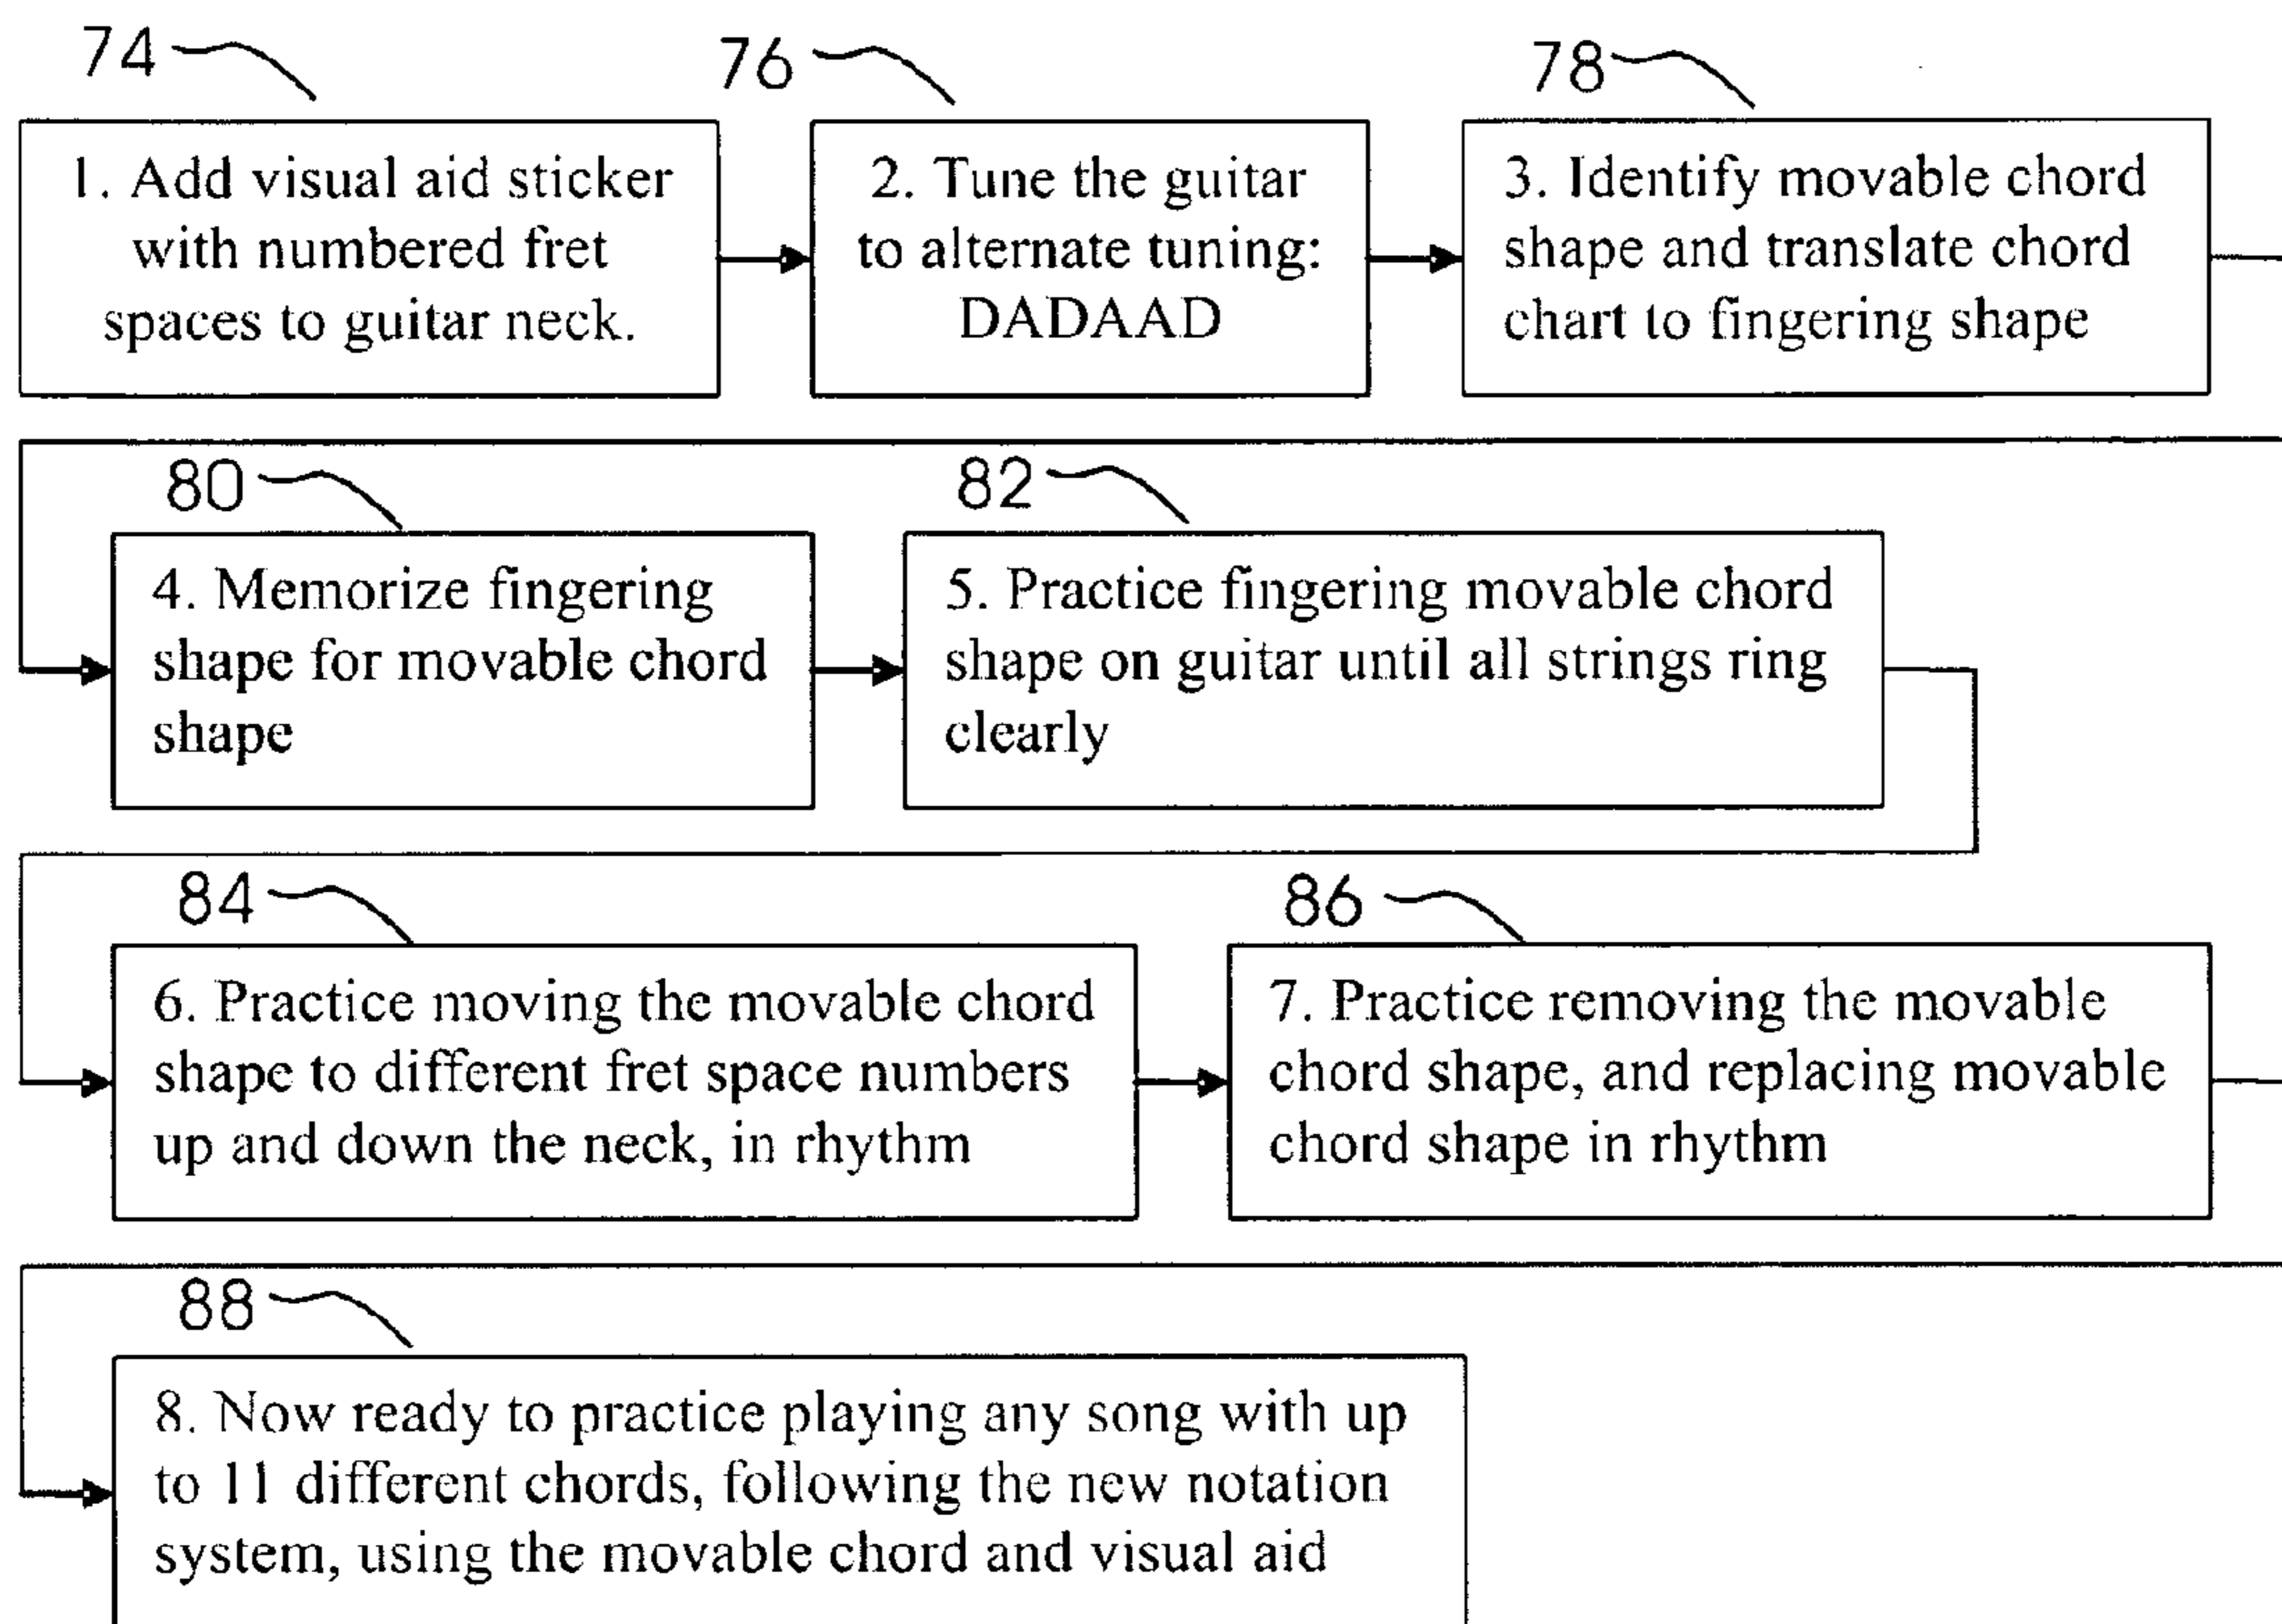 74
76
78
1. Add visual aid sticker
with numbered fret
spaces to guitar neck.
2. Tune the guitar
to alternate tuning:
DADAAD
3. Identify movable chord
shape and translate chord
chart to fingering shape
80
82
4. Memorize fingering
shape for movable chord
shape
5. Practice fingering movable chord
shape on guitar until all strings ring
clearly
84
86
6. Practice moving the movable chord
shape to different fret space numbers
up and down the neck, in rhythm
7. Practice removing the movable
chord shape, and replacing movable
chord shape in rhythm
88
8. Now ready to practice playing any song with up
to 11 different chords, following the new notation
system, using the movable chord and visual aid